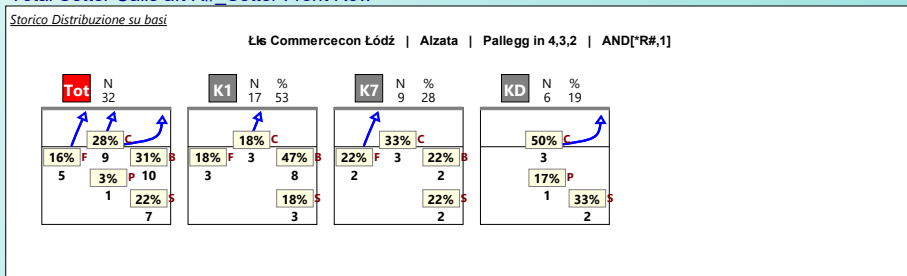 Storico Distribuzione su basi
Łks Commercecon Łódź | Alzata | Pallegg in 4,3,2 | AND[*R#,1]
Tot N 32
K1 N % 17 53
K7 N % 9 28
KD N % 6 19
28% C 9
16% F 5
31% B 10
3% P 1
22% S 7
18% C 3
18% F 3
47% B 8
18% S 3
33% C 3
22% F 2
22% B 2
22% S 2
50% C 3
17% P 1
33% S 2